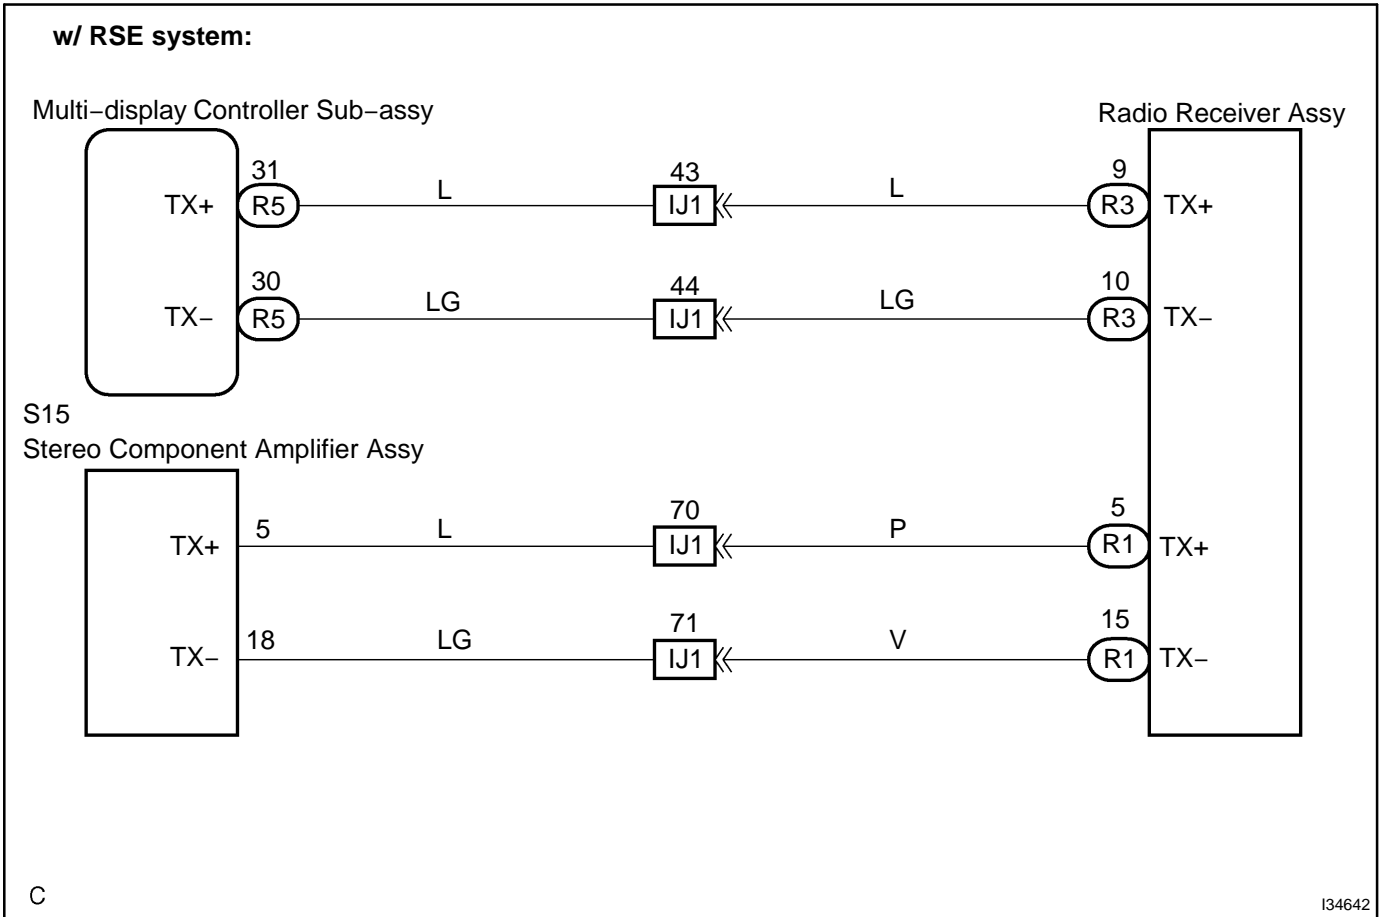 w/ RSE system:
Multi−display Controller Sub−assy
Radio Receiver Assy
31
L
43
L
9
TX+
R5
IJ1
R3
TX+
30
LG
44
LG
10
TX−
R5
IJ1
R3
TX−
S15
Stereo Component Amplifier Assy
5
L
70
P
5
TX+
IJ1
R1
TX+
18
LG
71
V
15
TX−
IJ1
R1
TX−
C
I34642